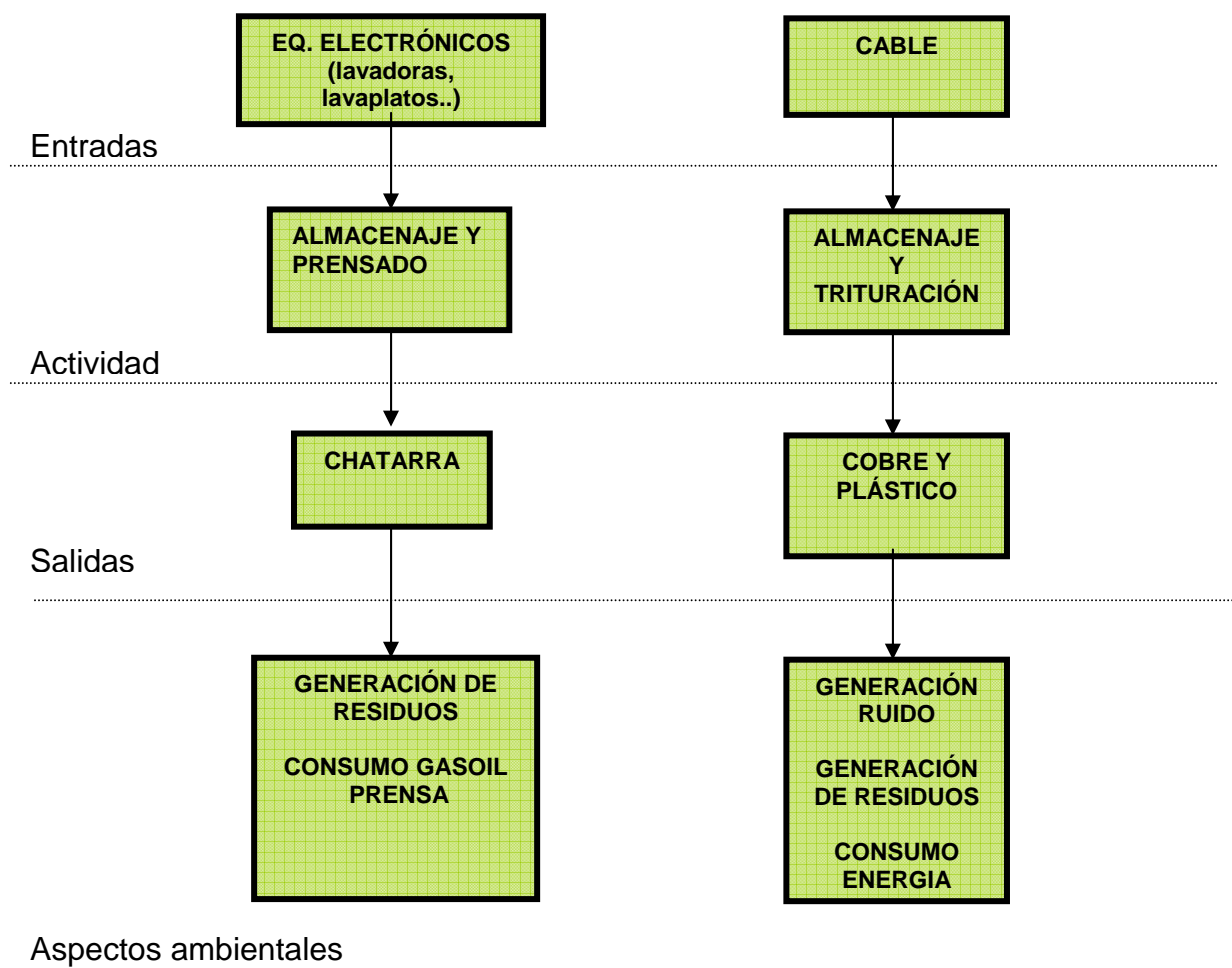 EQ. ELECTRÓNICOS
(lavadoras,
lavaplatos..)
CABLE
Entradas
ALMACENAJE Y
PRENSADO
ALMACENAJE
Y
TRITURACIÓN
Actividad
CHATARRA
COBRE Y
PLÁSTICO
Salidas
GENERACIÓN DE
RESIDUOS
CONSUMO GASOIL
PRENSA
GENERACIÓN
RUIDO
GENERACIÓN
DE RESIDUOS
CONSUMO
ENERGIA
Aspectos ambientales